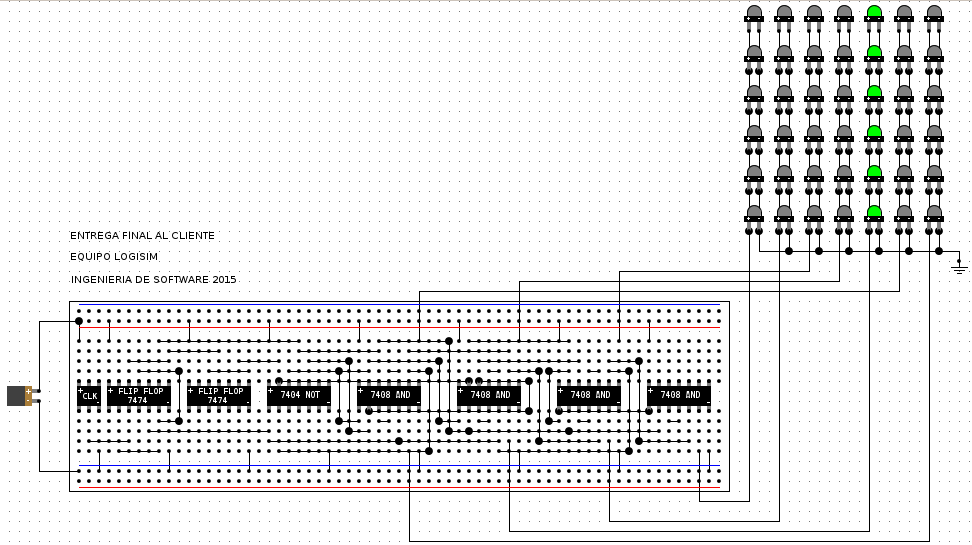 ENTREGA FINAL AL CLIENTE
EQUIPO LOGISIM
INGENIERIA DE SOFTWARE 2015
CLK
FLIP FLOP
7474
FLIP FLOP
7474
7404 NOT
7408 AND
7408 AND
7408 AND
7408 AND